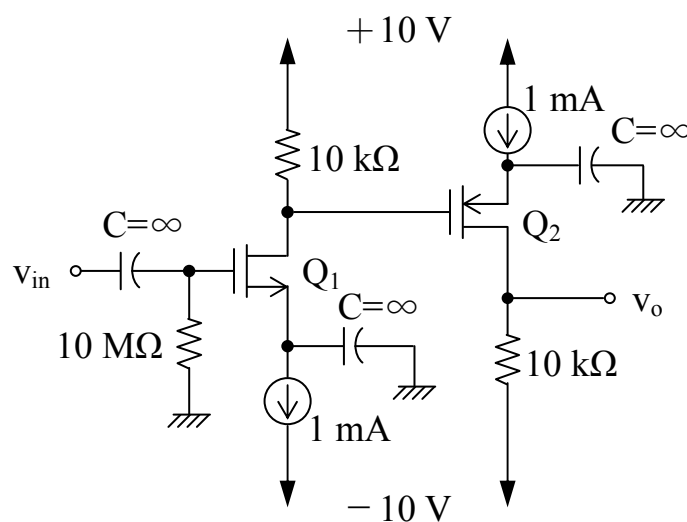 +10 V
1 mA
C=∞
10 kΩ
Q2
C=∞
vin
Q1
C=∞
vo
10 MΩ
10 kΩ
1 mA
−10 V